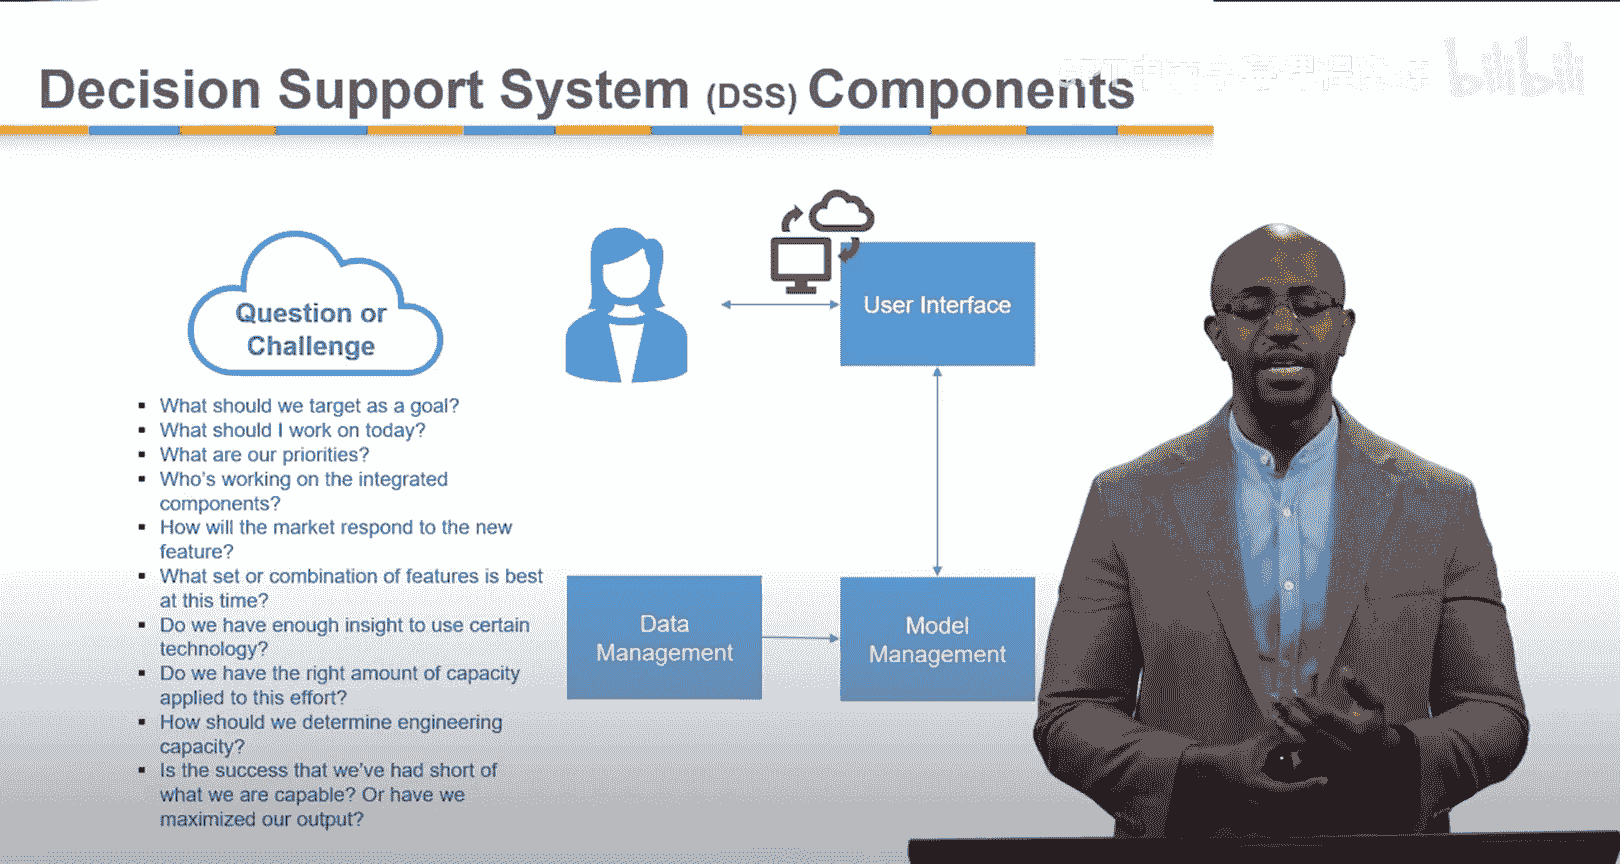 Decision Support System (DSS) Components
bilibili
Question or
Challenge
User Interface
▪ What should we target as a goal?
▪ What should I work on today?
▪ What are our priorities?
▪ Who's working on the integrated
components?
▪ How will the market respond to the new
feature?
▪ What set or combination of features is best
at this time?
▪ Do we have enough insight to use certain
technology?
▪ Do we have the right amount of capacity
applied to this effort?
▪ How should we determine engineering
capacity?
▪ Is the success that we've had short of
what we are capable? Or have we
maximized our output?
Data
Management
Model
Management